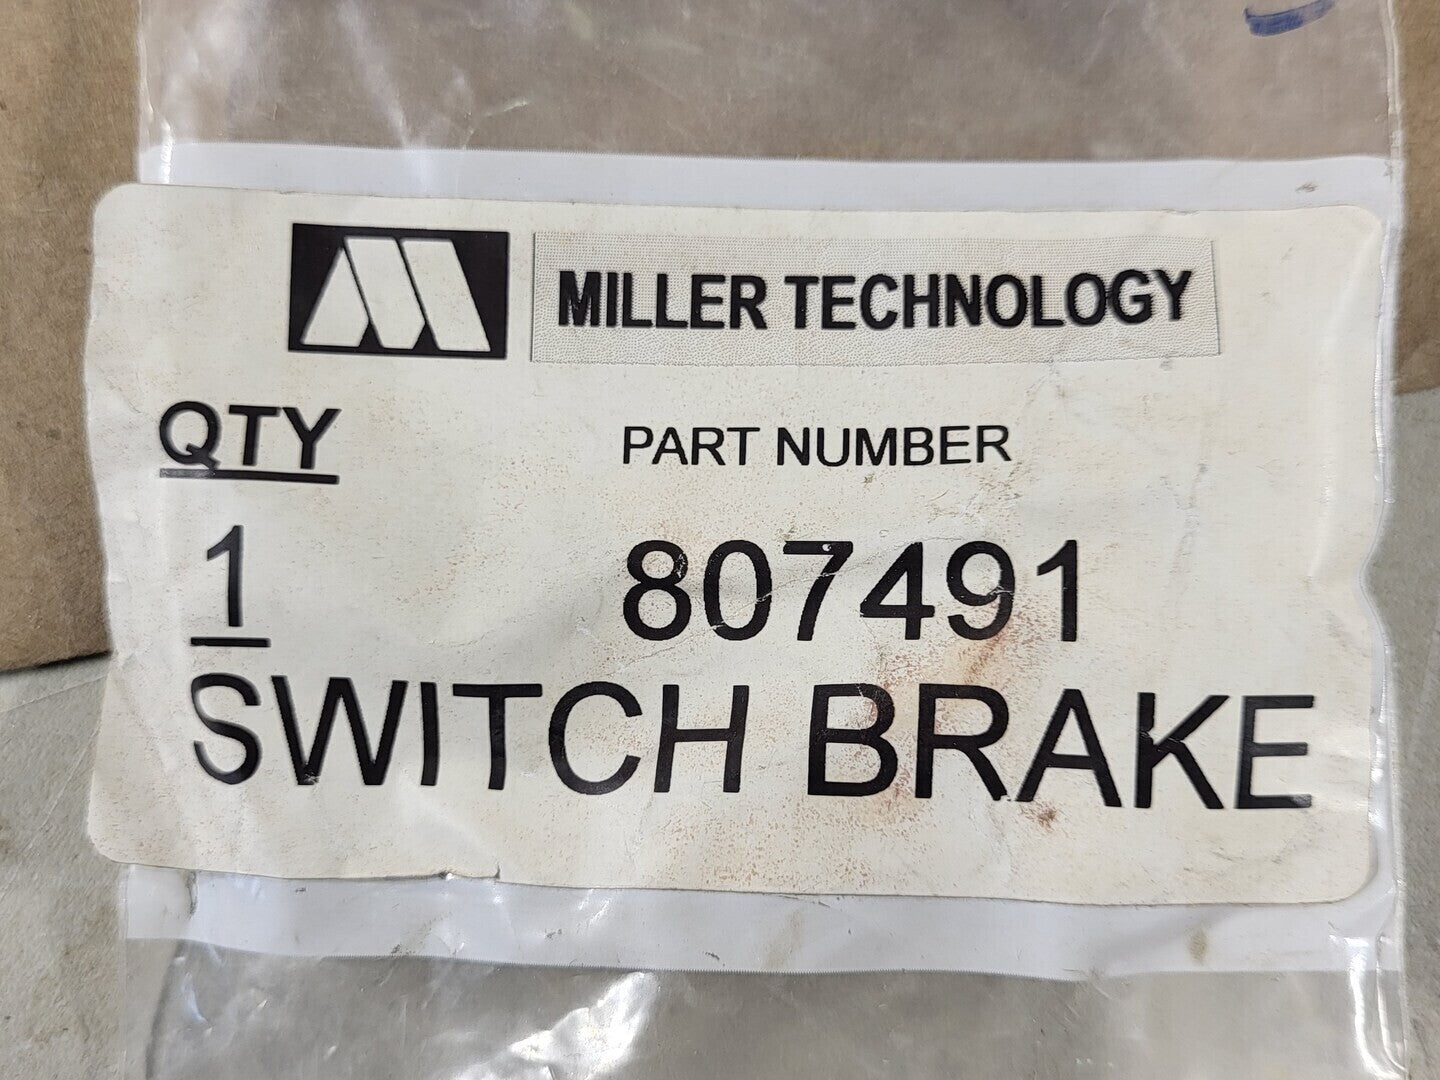 MILLER TECHNOLOGY
QTY PART NUMBER
1 807491
SWITCH BRAKE